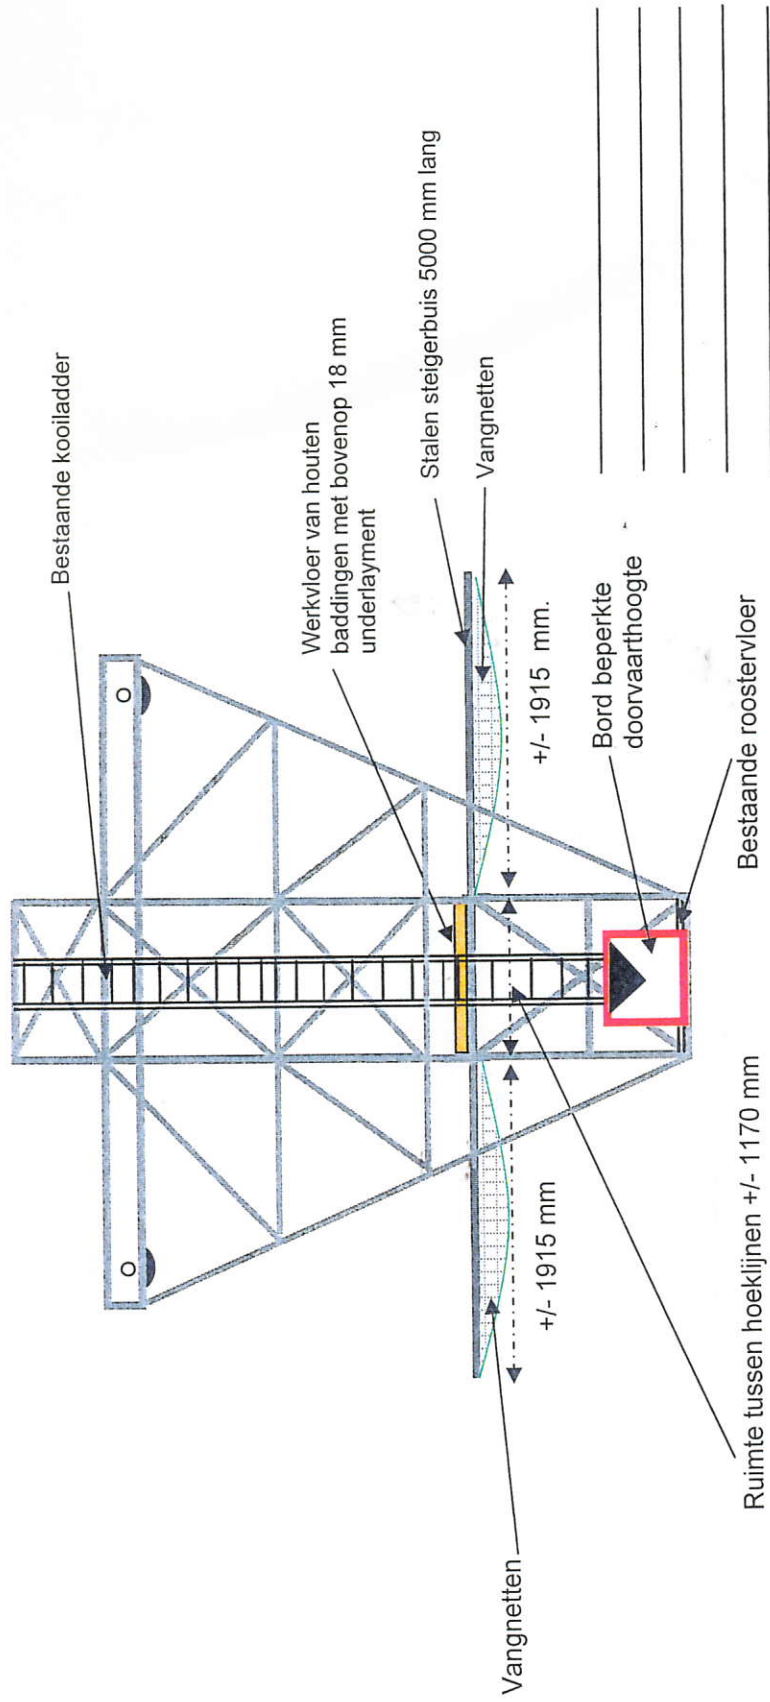 Bestaande kooiladder
Werkvloer van houten
baddingen met bovenop 18 mm
underlayment
Stalen steigerbuis 5000 mm lang
Vangnetten
+/- 1915 mm.
Bord beperkte
doorvaarthoogte
Bestaande roostervloer
O
O
+/- 1915 mm
Vangnetten
Ruimte tussen hoeklijnen +/- 1170 mm